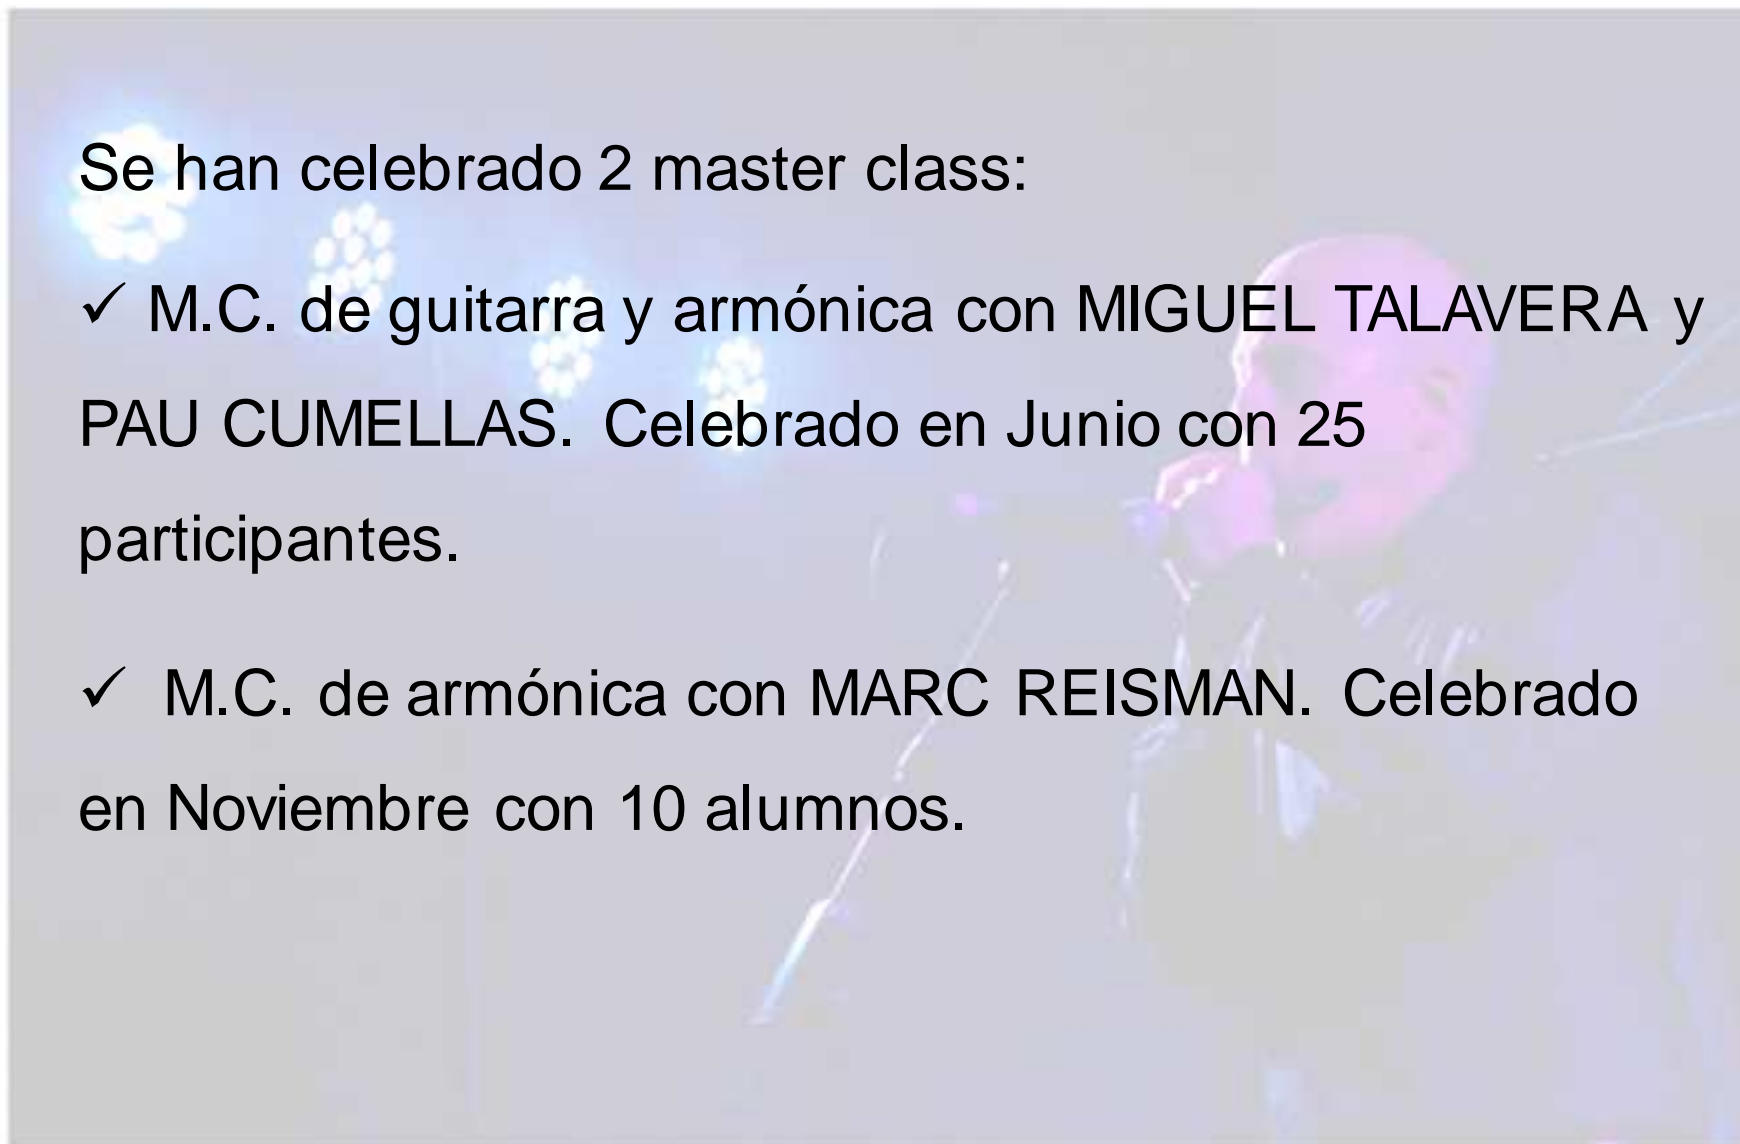 Se han celebrado 2 master class:
✓ M.C. de guitarra y armónica con MIGUEL TALAVERA y
PAU CUMELLAS. Celebrado en Junio con 25
participantes.
✓ M.C. de armónica con MARC REISMAN. Celebrado
en Noviembre con 10 alumnos.